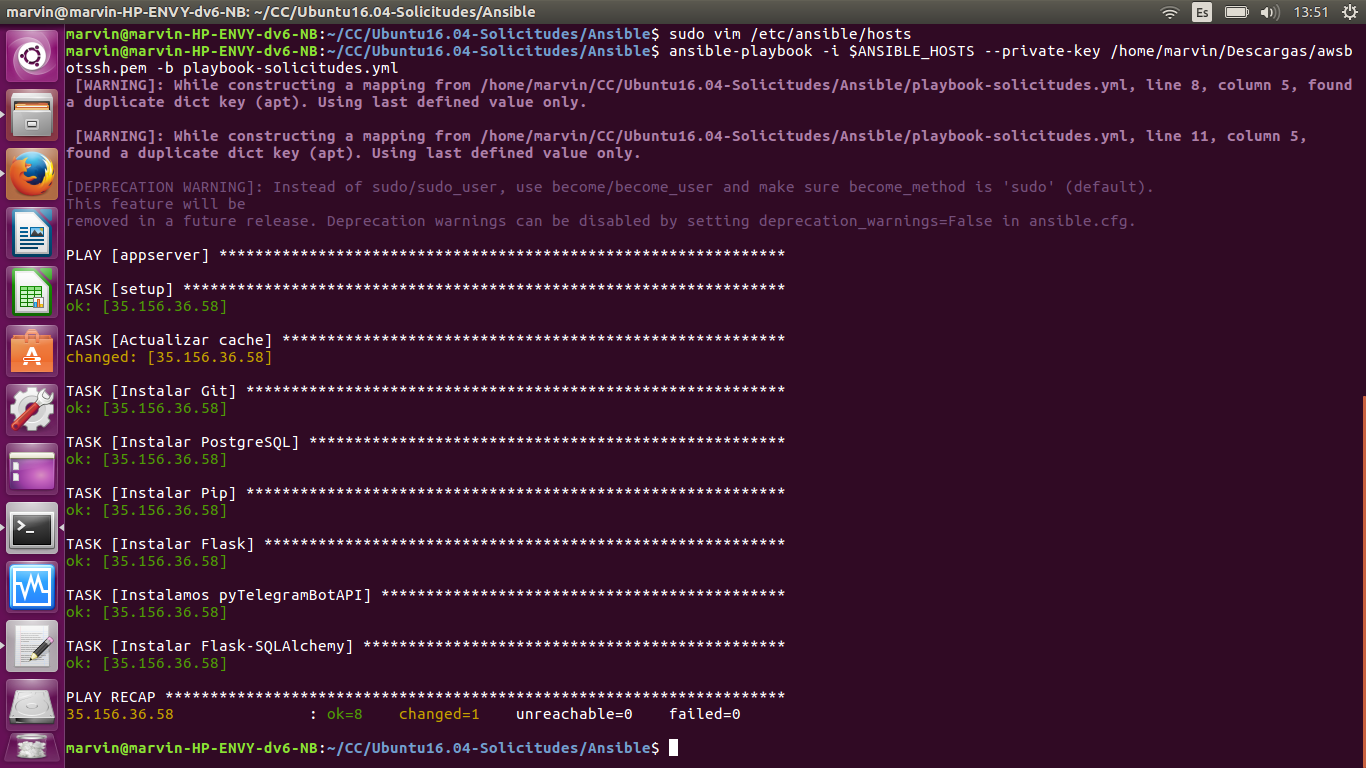 marvin@marvin-HP-ENVY-dv6-NB: ~/CC/Ubuntu16.04-Solicitudes/Ansible
Es
13:51
marvin@marvin-HP-ENVY-dv6-NB:~/CC/Ubuntu16.04-Solicitudes/Ansible$ sudo vim /etc/ansible/hosts
marvin@marvin-HP-ENVY-dv6-NB:~/CC/Ubuntu16.04-Solicitudes/Ansible$ ansible-playbook -i $ANSIBLE_HOSTS --private-key /home/marvin/Descargas/awsb
otssh.pem -b playbook-solicitudes.yml
[WARNING]: While constructing a mapping from /home/marvin/CC/Ubuntu16.04-Solicitudes/Ansible/playbook-solicitudes.yml, line 8, column 5, found
a duplicate dict key (apt). Using last defined value only.
[WARNING]: While constructing a mapping from /home/marvin/CC/Ubuntu16.04-Solicitudes/Ansible/playbook-solicitudes.yml, line 11, column 5,
found a duplicate dict key (apt). Using last defined value only.
[DEPRECATION WARNING]: Instead of sudo/sudo_user, use become/become_user and make sure become_method is 'sudo' (default).
This feature will be
removed in a future release. Deprecation warnings can be disabled by setting deprecation_warnings=False in ansible.cfg.
PLAY [appserver] ***************************************************************
TASK [setup] *******************************************************************
ok: [35.156.36.58]
TASK [Actualizar cache] ********************************************************
changed: [35.156.36.58]
TASK [Instalar Git] ************************************************************
ok: [35.156.36.58]
TASK [Instalar PostgreSQL] *****************************************************
ok: [35.156.36.58]
TASK [Instalar Pip] ************************************************************
ok: [35.156.36.58]
TASK [Instalar Flask] **********************************************************
ok: [35.156.36.58]
TASK [Instalamos pyTelegramBotAPI] *********************************************
ok: [35.156.36.58]
TASK [Instalar Flask-SQLAlchemy] ***********************************************
ok: [35.156.36.58]
PLAY RECAP *********************************************************************
35.156.36.58 : ok=8 changed=1 unreachable=0 failed=0
marvin@marvin-HP-ENVY-dv6-NB:~/CC/Ubuntu16.04-Solicitudes/Ansible$